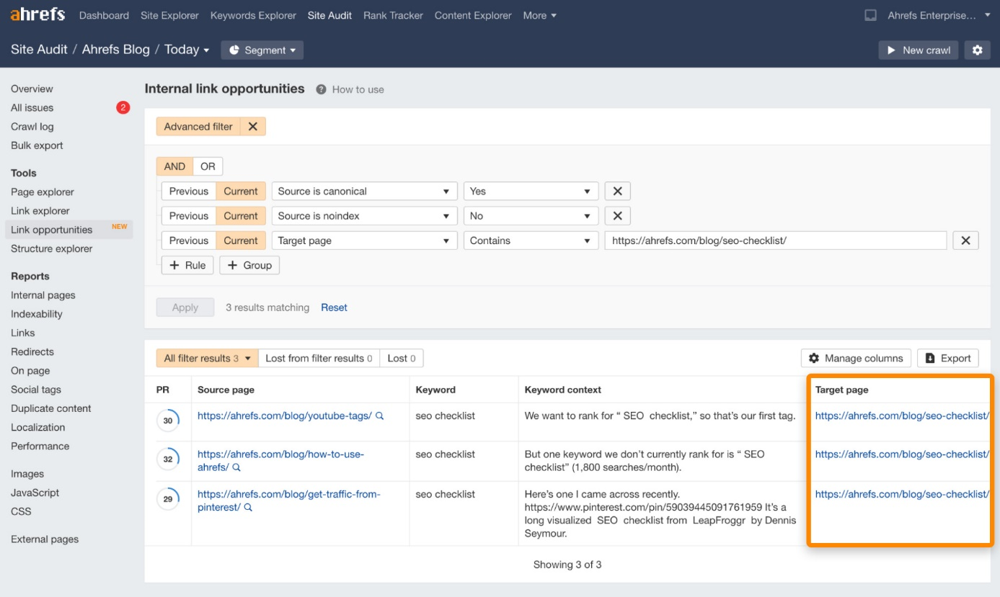 ahrefs Dashboard Site Explorer Keywords Explorer Site Audit Rank Tracker Content Explorer More Ahrefs Enterprise...
Site Audit / Ahrefs Blog / Today Segment New crawl
Overview
All issues 2
Crawl log
Bulk export
Tools
Page explorer
Link explorer
Link opportunities NEW
Structure explorer
Reports
Internal pages
Indexability
Links
Redirects
On page
Social tags
Duplicate content
Localization
Performance
Images
JavaScript
CSS
External pages
Internal link opportunities ? How to use
Advanced filter
AND OR
Previous Current Source is canonical Yes
Previous Current Source is noindex No
Previous Current Target page Contains https://ahrefs.com/blog/seo-checklist/
+ Rule + Group
Apply 3 results matching Reset
All filter results 3 Lost from filter results 0 Lost 0 Manage columns Export
PR Source page Keyword Keyword context Target page
30 https://ahrefs.com/blog/youtube-tags/ seo checklist We want to rank for “ SEO checklist,” so that’s our first tag. https://ahrefs.com/blog/seo-checklist/
32 https://ahrefs.com/blog/how-to-use- seo checklist But one keyword we don’t currently rank for is “ SEO https://ahrefs.com/blog/seo-checklist/
ahrefs/ checklist” (1,800 searches/month).
29 https://ahrefs.com/blog/get-traffic-from- seo checklist Here’s one I came across recently. https://ahrefs.com/blog/seo-checklist/
pinterest/ https://www.pinterest.com/pin/59039445091761959 It’s a
long visualized SEO checklist from LeapFroggr by Dennis
Seymour.
Showing 3 of 3